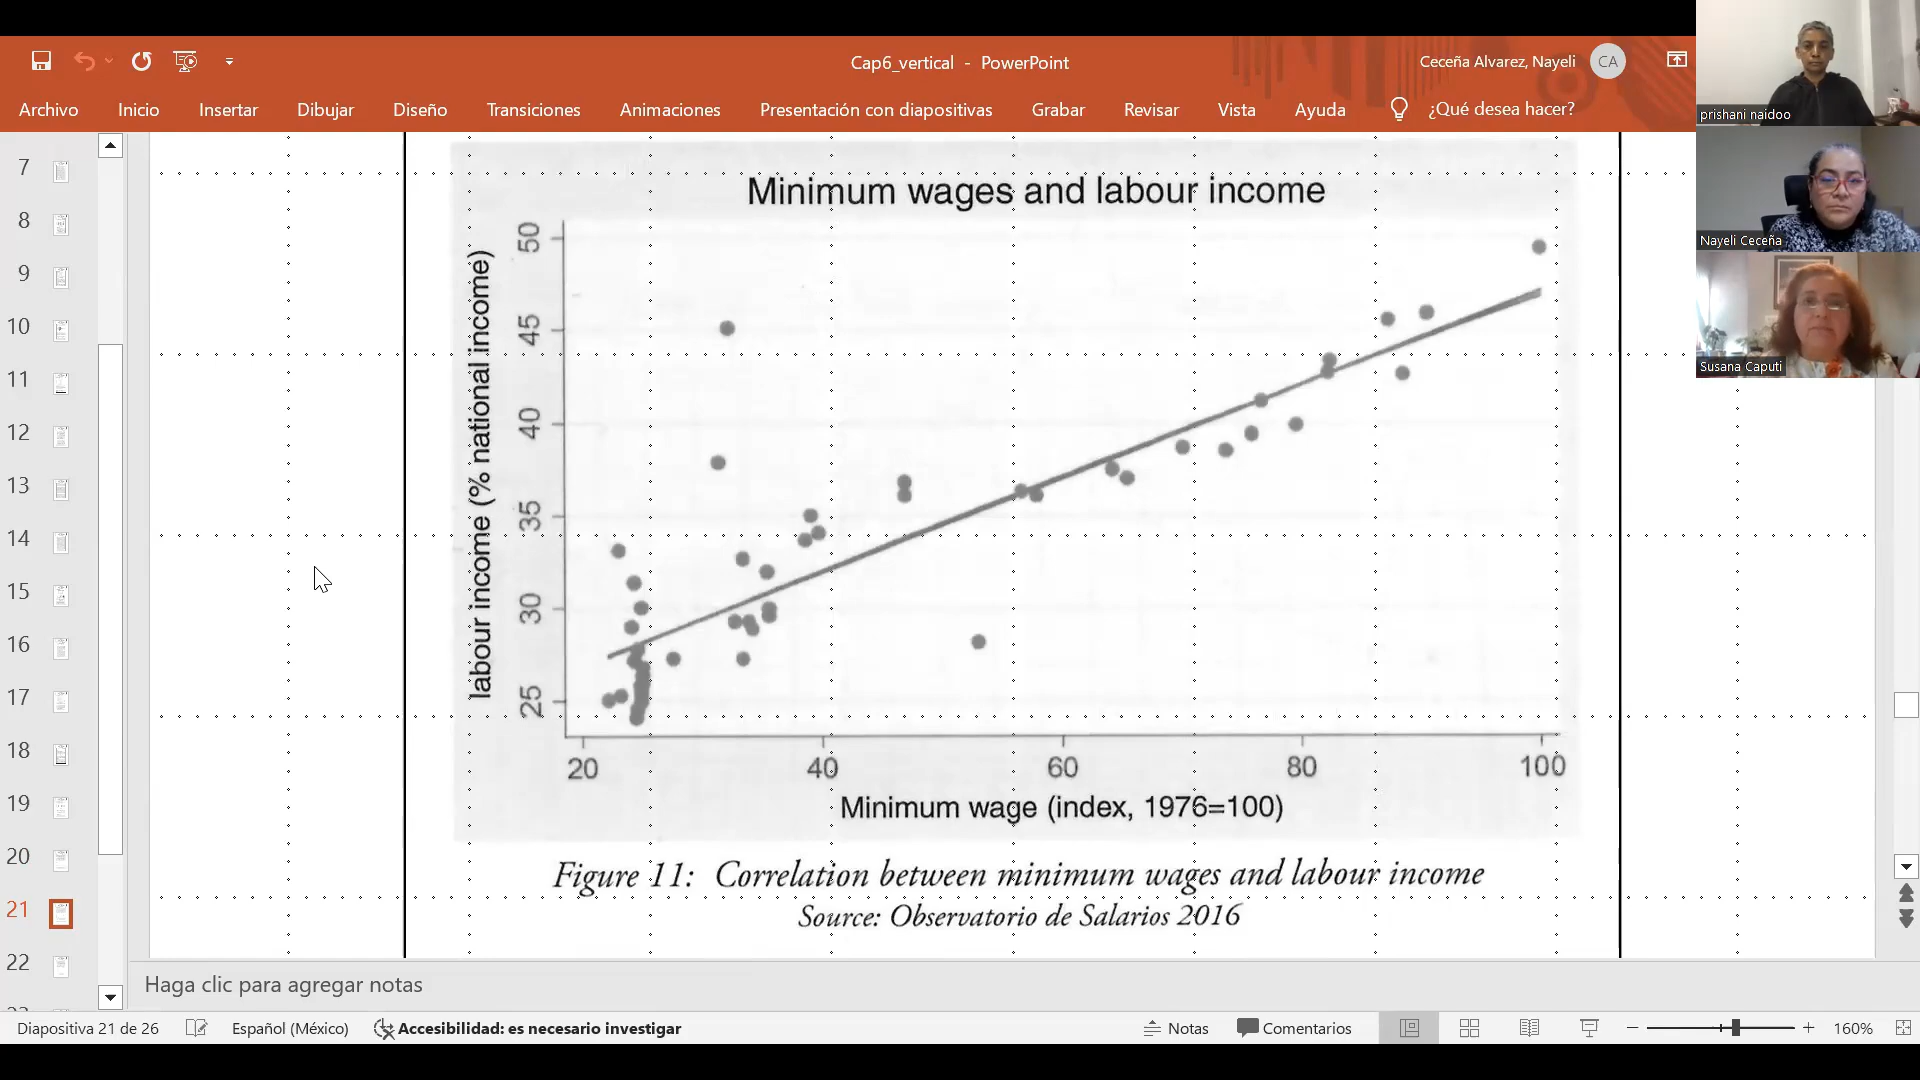 Cap6_vertical - PowerPoint
Ceceña Alvarez, Nayeli
CA
Archivo
Inicio
Insertar
Dibujar
Diseño
Transiciones
Animaciones
Presentación con diapositivas
Grabar
Revisar
Vista
Ayuda
¿Qué desea hacer?
prishani naidoo
Nayeli Ceceña
Susana Caputi
7
8
9
10
11
12
13
14
15
16
17
18
19
20
21
22
Minimum wages and labour income
labour income (% national income)
50
45
40
35
30
25
20
40
60
80
100
Minimum wage (index, 1976=100)
Figure 11: Correlation between minimum wages and labour income
Source: Observatorio de Salarios 2016
Haga clic para agregar notas
Diapositiva 21 de 26
Español (México)
Accesibilidad: es necesario investigar
Notas
Comentarios
160%